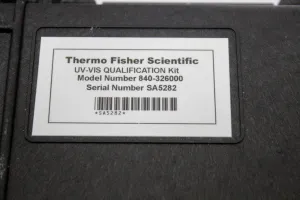 Thermo Fisher Scientific
UV-VIS QUALIFICATION Kit
Model Number 840-326000
Serial Number SA5282
*SA5282*